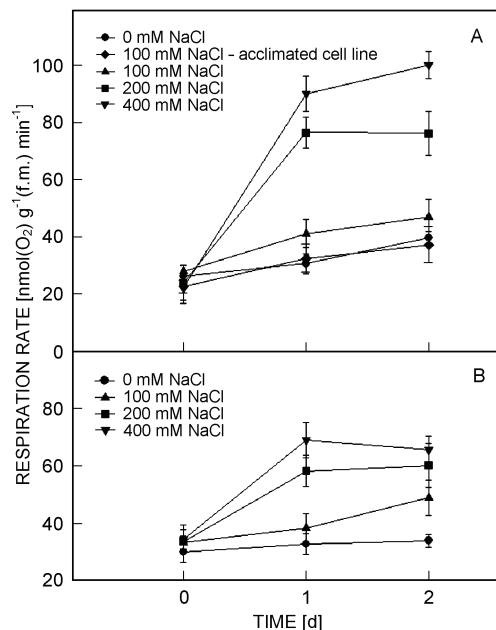 0 mM NaCl
A
100 mM NaCl - acclimated cell line
100 mM NaCl
200 mM NaCl
400 mM NaCl
100
80
60
40
20
0
RESPIRATION RATE [nmol(O₂) g⁻¹(f.m.) min⁻¹]
0 mM NaCl
B
100 mM NaCl
200 mM NaCl
400 mM NaCl
80
60
40
20
0 1 2
TIME [d]